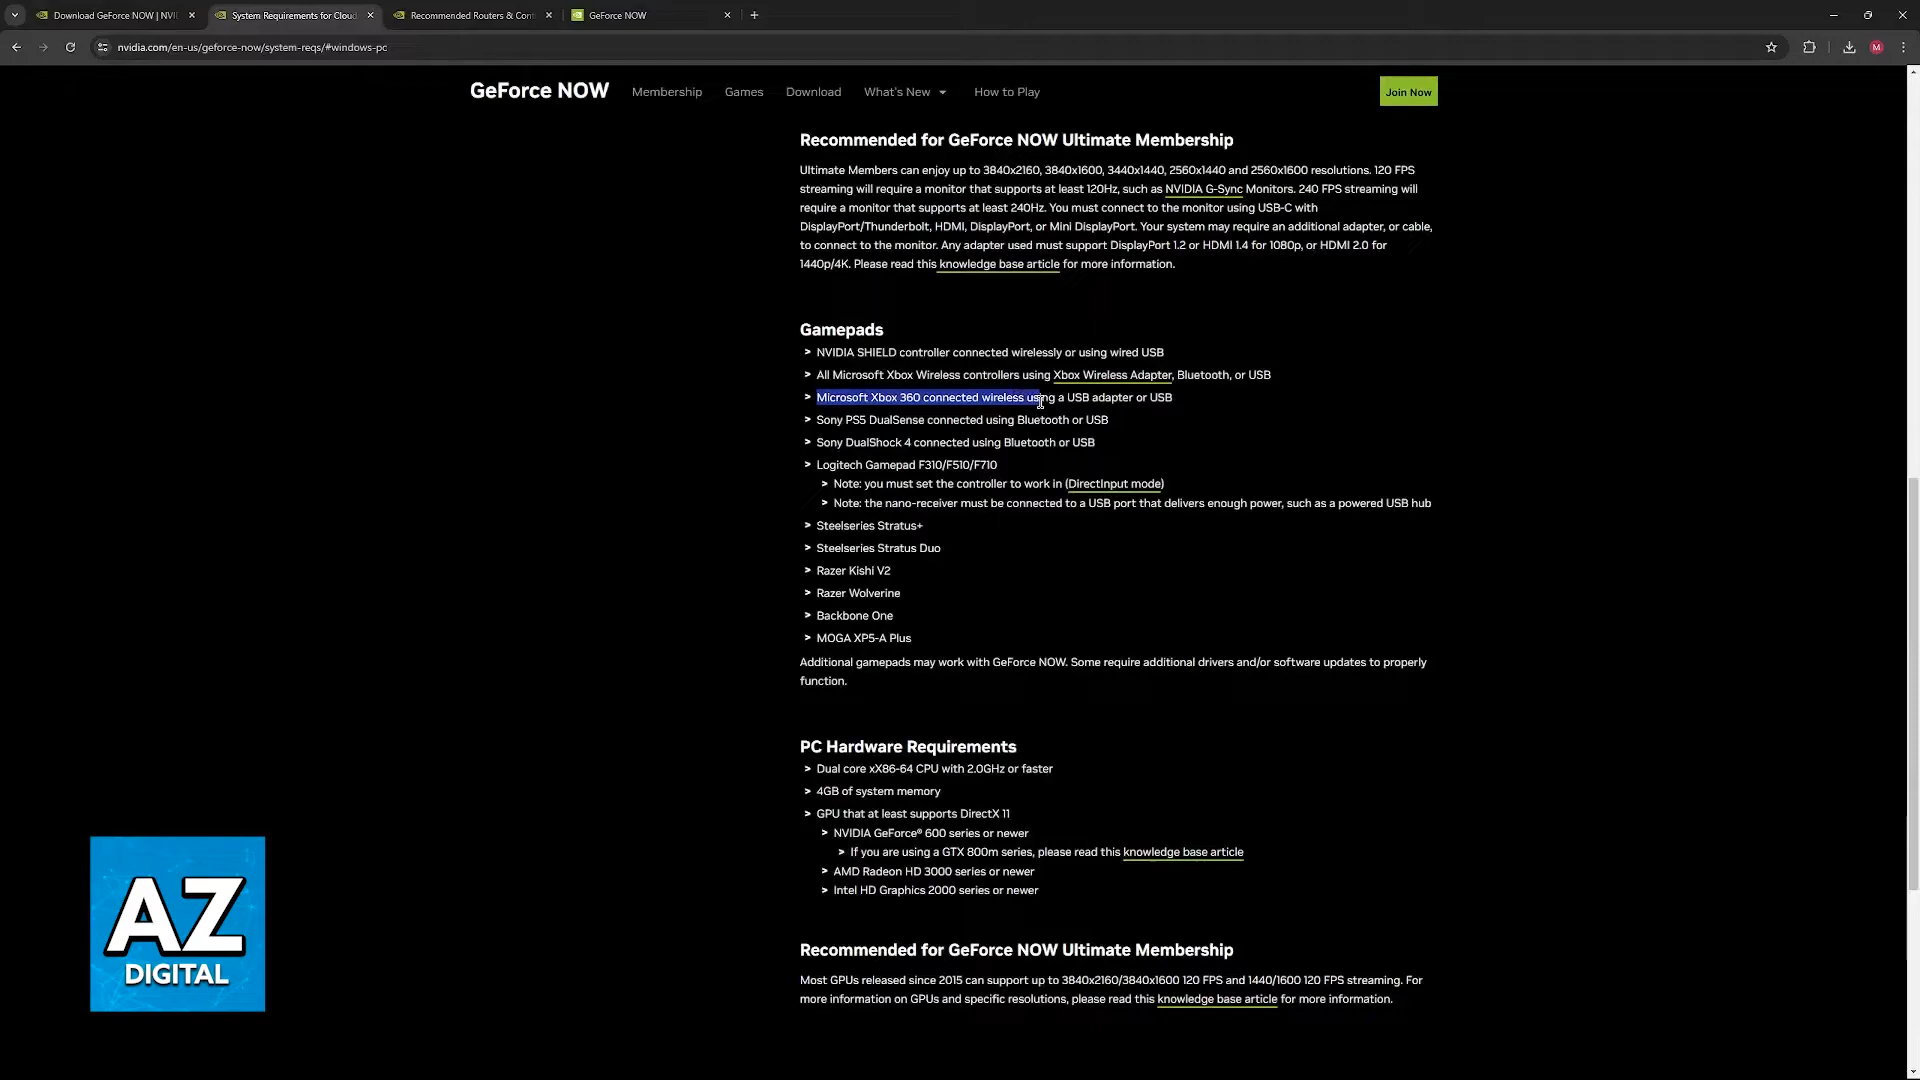 Download GeForce NOW | NVI
System Requirements for Cloud
Recommended Routers & Con
GeForce NOW
nvidia.com/en-us/geforce-now/system-reqs/#windows-pc
M
GeForce NOW
Membership
Games
Download
What's New
How to Play
Join Now
Recommended for GeForce NOW Ultimate Membership
Ultimate Members can enjoy up to 3840x2160, 3840x1600, 3440x1440, 2560x1440 and 2560x1600 resolutions. 120 FPS
streaming will require a monitor that supports at least 120Hz, such as NVIDIA G-Sync Monitors. 240 FPS streaming will
require a monitor that supports at least 240Hz. You must connect to the monitor using USB-C with
DisplayPort/Thunderbolt, HDMI, DisplayPort, or Mini DisplayPort. Your system may require an additional adapter, or cable,
to connect to the monitor. Any adapter used must support DisplayPort 1.2 or HDMI 1.4 for 1080p, or HDMI 2.0 for
1440p/4K. Please read this knowledge base article for more information.
Gamepads
> NVIDIA SHIELD controller connected wirelessly or using wired USB
> All Microsoft Xbox Wireless controllers using Xbox Wireless Adapter, Bluetooth, or USB
> Microsoft Xbox 360 connected wireless using a USB adapter or USB
> Sony PS5 DualSense connected using Bluetooth or USB
> Sony DualShock 4 connected using Bluetooth or USB
> Logitech Gamepad F310/F510/F710
> Note: you must set the controller to work in (DirectInput mode)
> Note: the nano-receiver must be connected to a USB port that delivers enough power, such as a powered USB hub
> Steelseries Stratus+
> Steelseries Stratus Duo
> Razer Kishi V2
> Razer Wolverine
> Backbone One
> MOGA XP5-A Plus
Additional gamepads may work with GeForce NOW. Some require additional drivers and/or software updates to properly
function.
PC Hardware Requirements
> Dual core xX86-64 CPU with 2.0GHz or faster
> 4GB of system memory
> GPU that at least supports DirectX 11
> NVIDIA GeForce® 600 series or newer
> If you are using a GTX 800m series, please read this knowledge base article
> AMD Radeon HD 3000 series or newer
> Intel HD Graphics 2000 series or newer
Recommended for GeForce NOW Ultimate Membership
Most GPUs released since 2015 can support up to 3840x2160/3840x1600 120 FPS and 1440/1600 120 FPS streaming. For
more information on GPUs and specific resolutions, please read this knowledge base article for more information.
AZ
DIGITAL